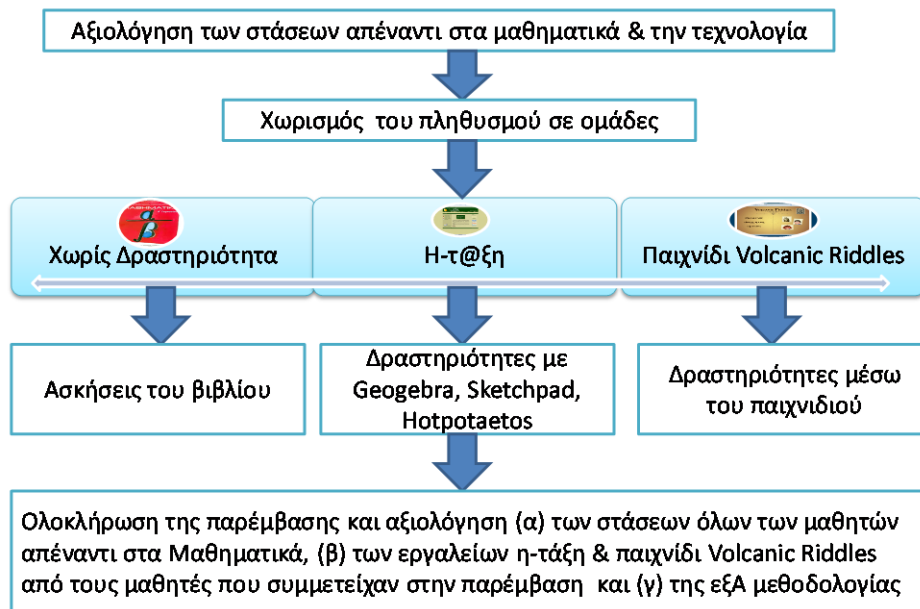 Αξιολόγηση των στάσεων απέναντι στα μαθηματικά & την τεχνολογία
Χωρισμός του πληθυσμού σε ομάδες
Χωρίς Δραστηριότητα
Η-τ@ξη
Παιχνίδι Volcanic Riddles
Ασκήσεις του βιβλίου
Δραστηριότητες με
Geogebra, Sketchpad,
Hotpotaetos
Δραστηριότητες μέσω
του παιχνιδιού
Ολοκλήρωση της παρέμβασης και αξιολόγηση (α) των στάσεων όλων των μαθητών
απέναντι στα Μαθηματικά, (β) των εργαλείων η-τάξη & παιχνίδι Volcanic Riddles
από τους μαθητές που συμμετείχαν στην παρέμβαση και (γ) της εξΑ μεθοδολογίας